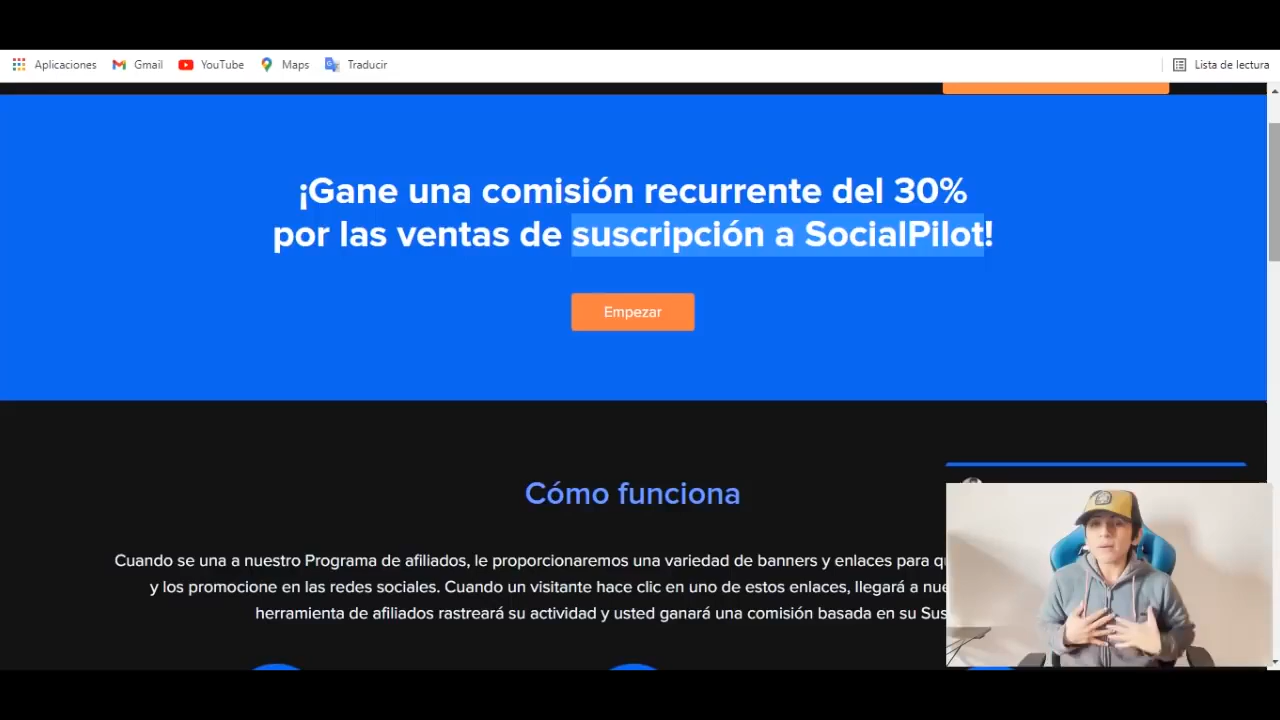 Aplicaciones Gmail YouTube Maps Traducir Lista de lectura
¡Gane una comisión recurrente del 30%
por las ventas de suscripción a SocialPilot!
Empezar
Cómo funciona
Cuando se una a nuestro Programa de afiliados, le proporcionaremos una variedad de banners y enlaces para
y los promocione en las redes sociales. Cuando un visitante hace clic en uno de estos enlaces, llegará a
herramienta de afiliados rastreará su actividad y usted ganará una comisión basada en su